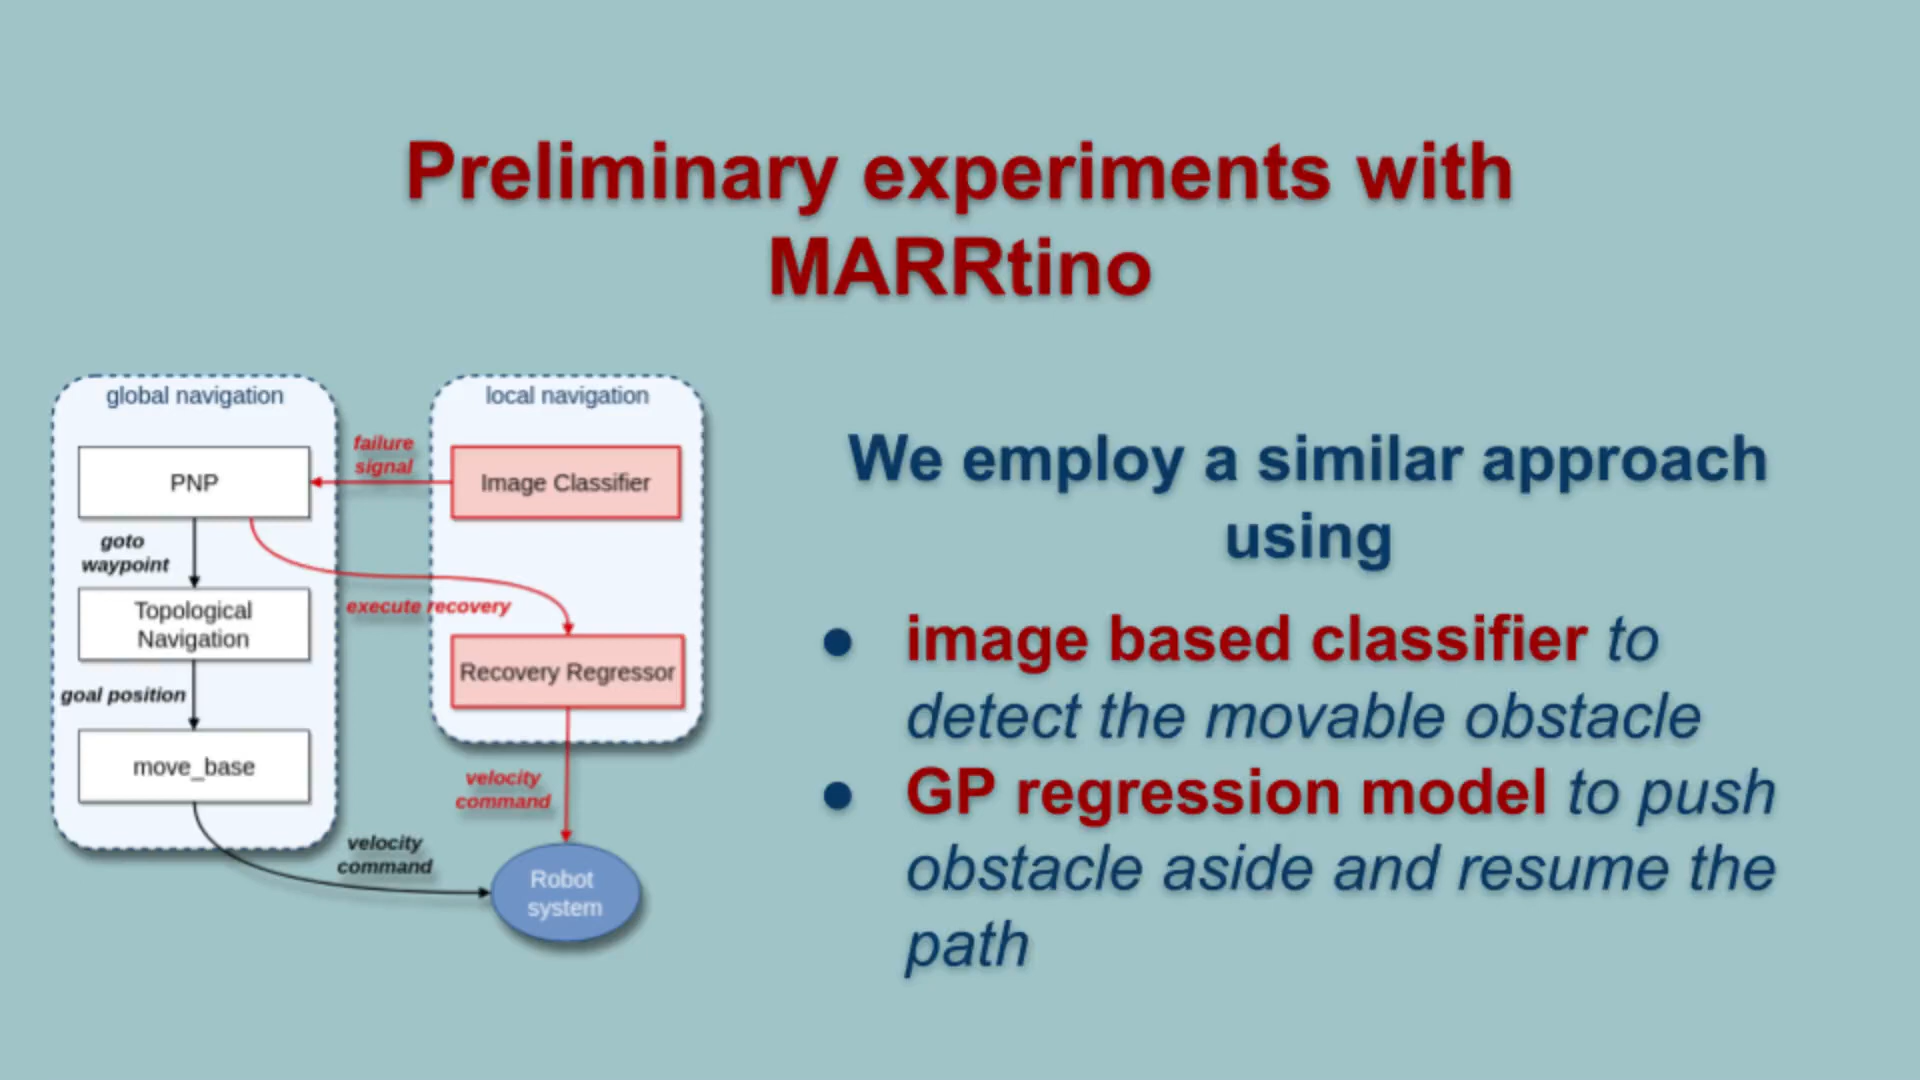 Preliminary experiments with
MARRtino
global navigation
local navigation
failure
signal
PNP
Image Classifier
goto
waypoint
execute recovery
Topological
Navigation
Recovery Regressor
goal position
move_base
velocity
command
velocity
command
Robot
system
We employ a similar approach
using
● image based classifier to
detect the movable obstacle
● GP regression model to push
obstacle aside and resume the
path